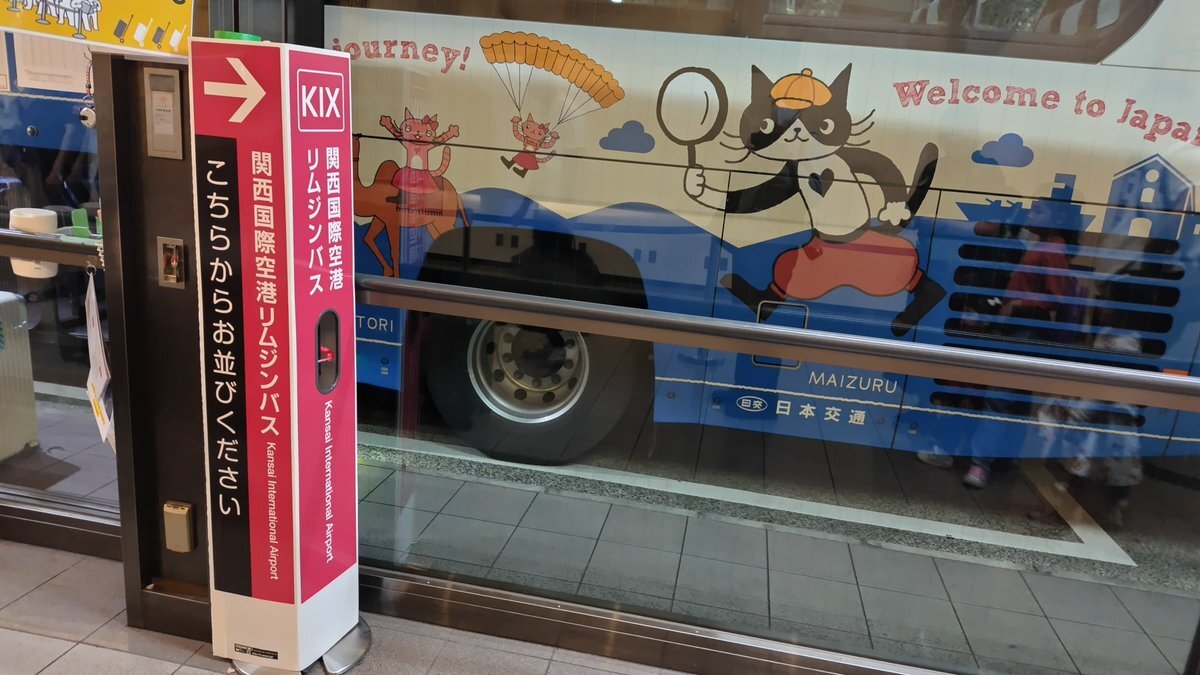 journey!
Welcome to Japa
KIX
関西国際空港
リムジンバス
Kansai International Airport
関西国際空港リムジンバス
Kansai International Airport
こちらからお並びください
TORI
MAIZURU
日交 日本交通